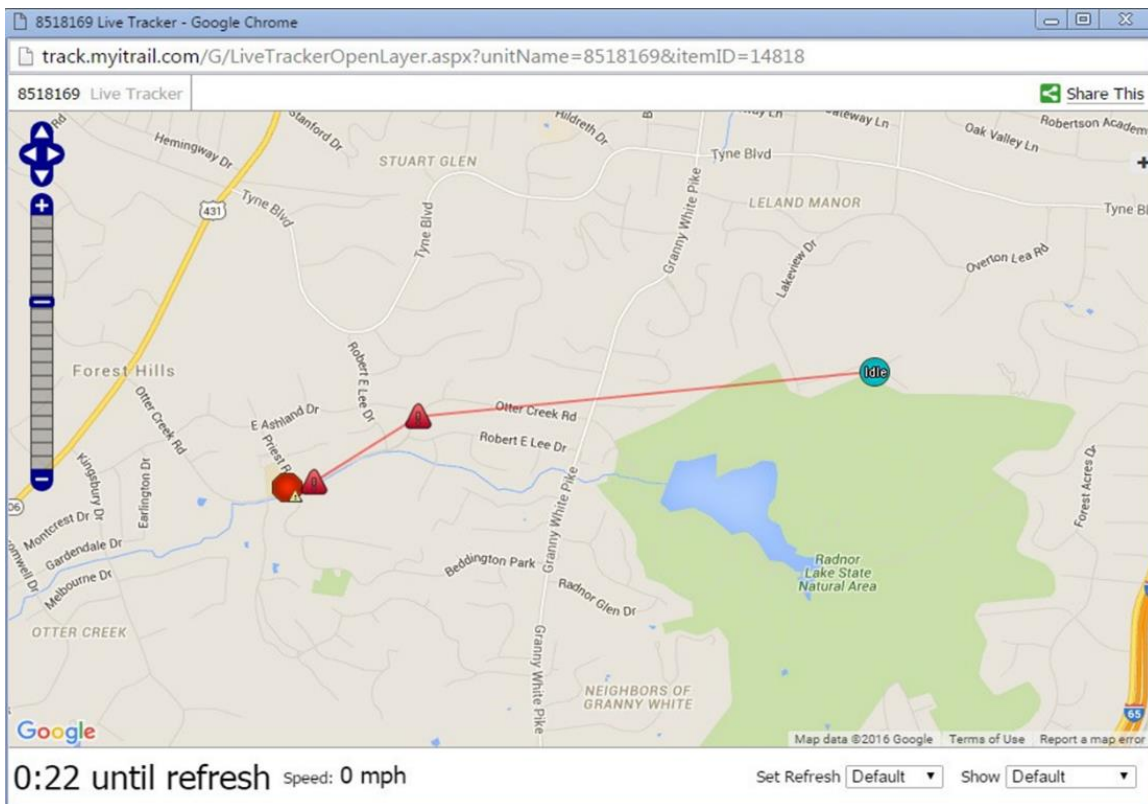 8518169 Live Tracker - Google Chrome
track.myitrail.com/G/LiveTrackerOpenLayer.aspx?unitName=8518169&itemID=14818
8518169 Live Tracker
Share This
Hemingway Dr
Stanford Dr
STUART GLEN
Hildreth Dr
Tyne Blvd
Oak Valley Ln
Robertson Academ
431
Tyne Blvd
Tyne Blvd
Granny White Pike
LELAND MANOR
Tyne Bl
Lakeview Dr
Overton Lea Rd
Forest Hills
Robert E Lee Dr
Idle
Otter Creek Rd
E Ashland Dr
Otter Creek Rd
Priest R
Robert E Lee Dr
Kingsbury Dr
Earlington Dr
Granny White Pike
Forest Acres Dr
06
Montcrest Dr
Gardendale Dr
Melbourne Dr
Beddington Park
Radnor Glen Dr
Radnor
Lake State
Natural Area
OTTER CREEK
Granny White Pike
NEIGHBORS OF
GRANNY WHITE
65
Google
Map data ©2016 Google Terms of Use Report a map error
0:22 until refresh Speed: 0 mph Set Refresh Default Show Default